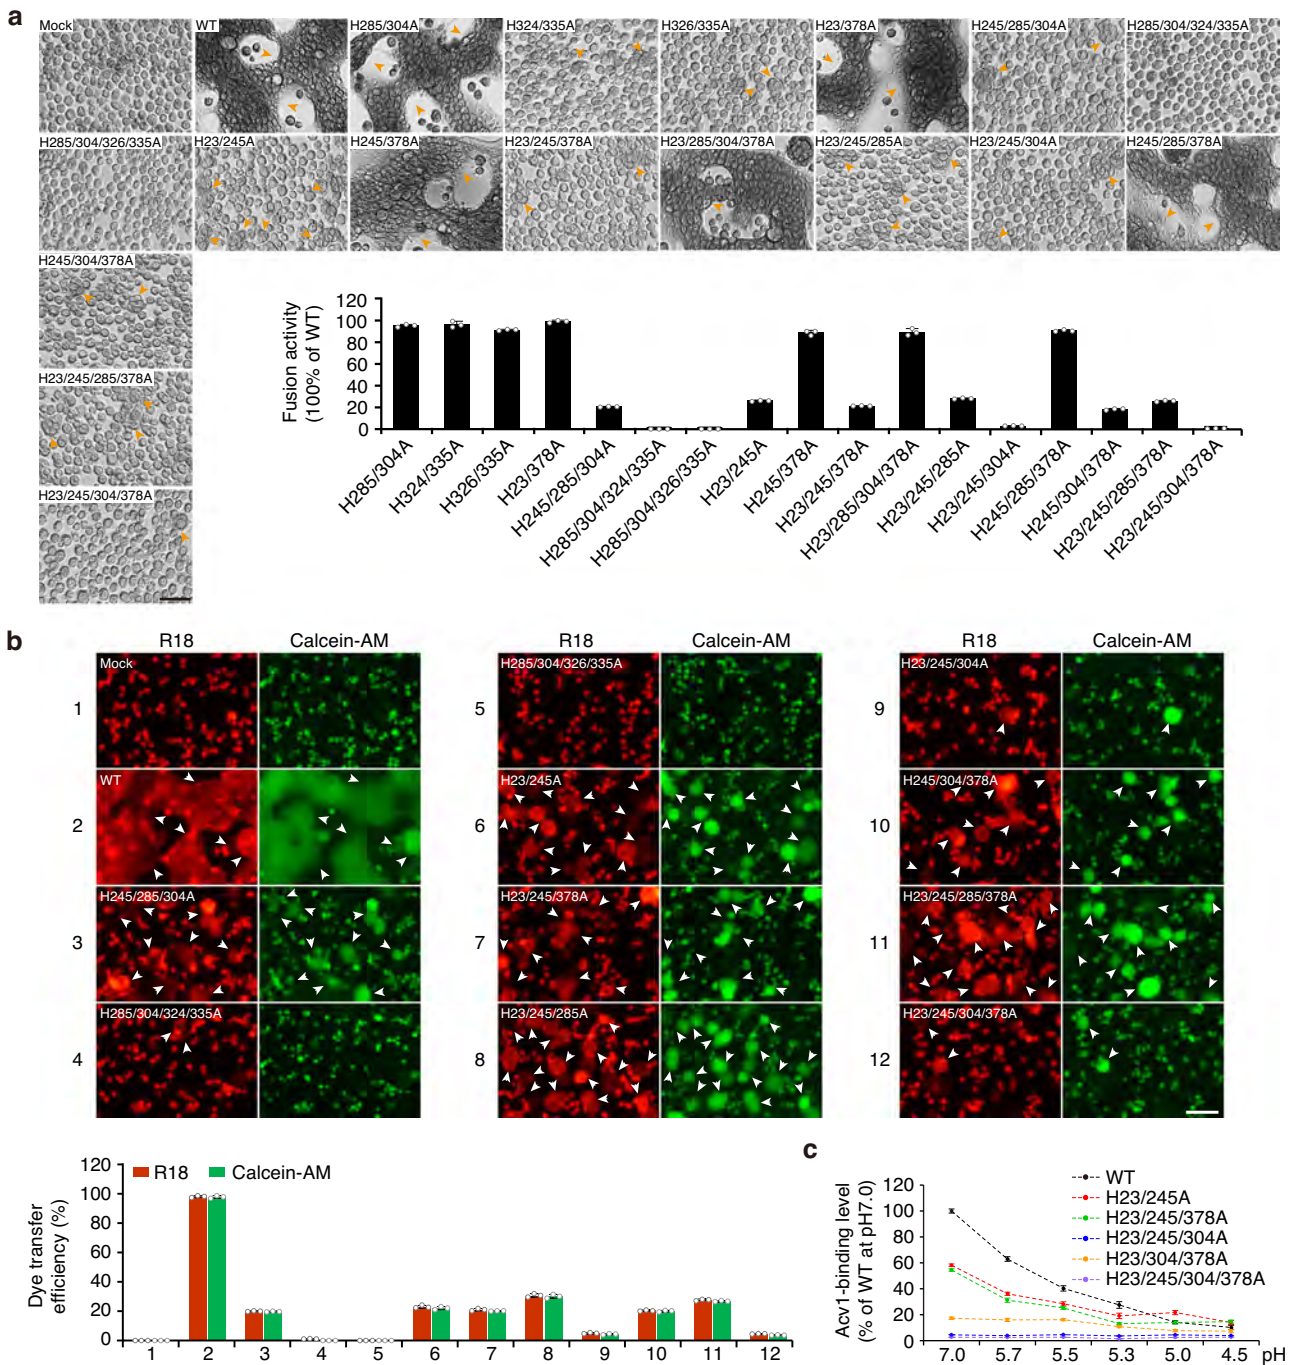 a
Mock
WT
H285/304A
H324/335A
H326/335A
H23/378A
H245/285/304A
H285/304/324/335A
H285/304/326/335A
H23/245A
H245/378A
H23/245/378A
H23/285/304/378A
H23/245/285A
H23/245/304A
H245/285/378A
H245/304/378A
H23/245/285/378A
H23/245/304/378A
Fusion activity
(100% of WT)
120
100
80
60
40
20
0
H285/304A
H324/335A
H326/335A
H23/378A
H245/285/304A
H285/304/324/335A
H285/304/326/335A
H23/245A
H245/378A
H23/245/378A
H23/285/304/378A
H23/245/285A
H23/245/304A
H245/285/378A
H245/304/378A
H23/245/285/378A
H23/245/304/378A
b
R18
Calcein-AM
R18
Calcein-AM
R18
Calcein-AM
1
Mock
2
WT
3
H245/285/304A
4
H285/304/324/335A
5
H285/304/326/335A
6
H23/245A
7
H23/245/378A
8
H23/245/285A
9
H23/245/304A
10
H245/304/378A
11
H23/245/285/378A
12
H23/245/304/378A
Dye transfer
efficiency (%)
120
100
80
60
40
20
0
R18
Calcein-AM
1 2 3 4 5 6 7 8 9 10 11 12
c
Acv1-binding level
(% of WT at pH7.0)
120
100
80
60
40
20
0
WT
H23/245A
H23/245/378A
H23/245/304A
H23/304/378A
H23/245/304/378A
7.0 5.7 5.5 5.3 5.0 4.5 pH